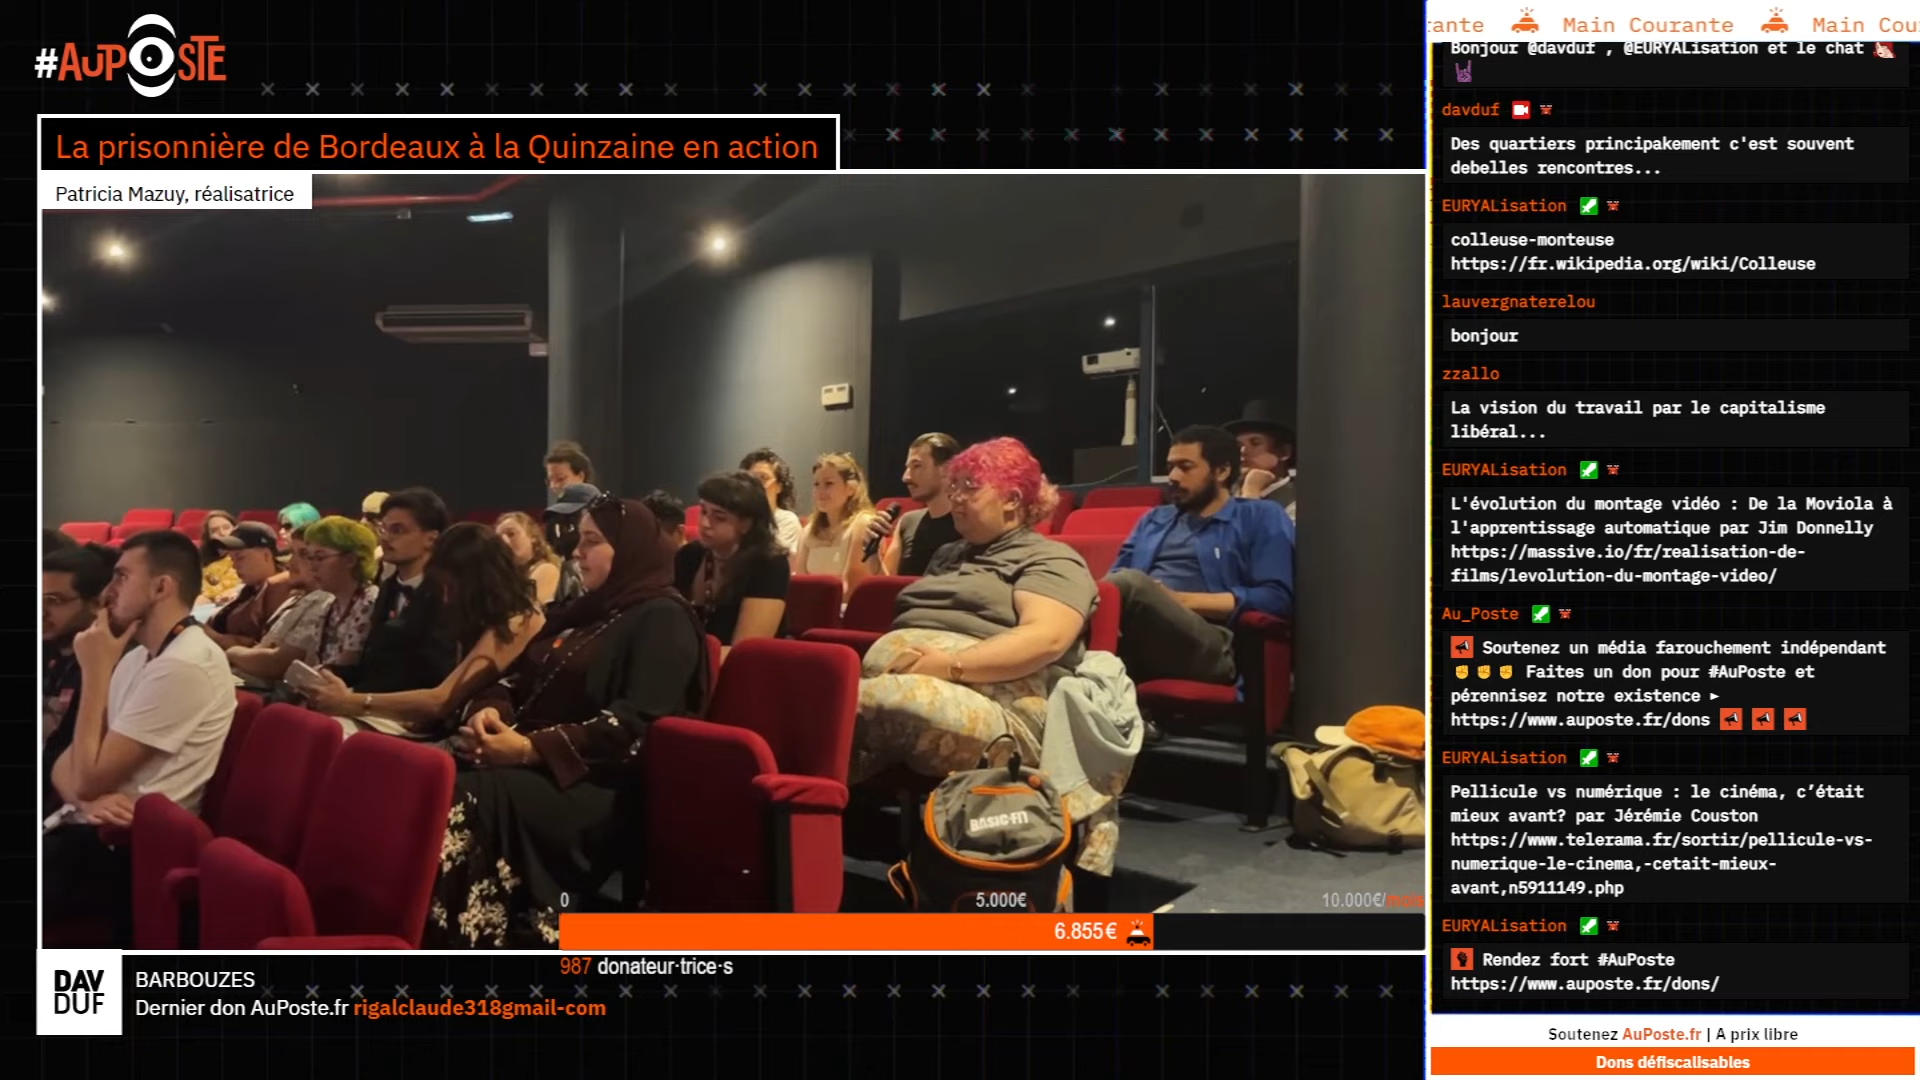 #AUPOSTE
La prisonnière de Bordeaux à la Quinzaine en action
Patricia Mazuy, réalisatrice
BASIC-FIT
0
5.000€
10.000€/mois
6.855€
987 donateur·trice·s
DAV
DUF
BARBOUZES
Dernier don AuPoste.fr rigalclaude318gmail-com
Main Courante
Bonjour @davduf , @EURYALisation et le chat
davduf
Des quartiers principakement c'est souvent
debelles rencontres...
EURYALisation
colleuse-monteuse
https://fr.wikipedia.org/wiki/Colleuse
lauvergnaterelou
bonjour
zzallo
La vision du travail par le capitalisme
libéral...
EURYALisation
L'évolution du montage vidéo : De la Moviola à
l'apprentissage automatique par Jim Donnelly
https://massive.io/fr/realisation-de-
films/levolution-du-montage-video/
Au_Poste
Soutenez un média farouchement indépendant
✊✊✊ Faites un don pour #AuPoste et
pérennisez notre existence ►
https://www.auposte.fr/dons
EURYALisation
Pellicule vs numérique : le cinéma, c’était
mieux avant? par Jérémie Couston
https://www.telerama.fr/sortir/pellicule-vs-
numerique-le-cinema,-cetait-mieux-
avant,n5911149.php
EURYALisation
Rendez fort #AuPoste
https://www.auposte.fr/dons/
Soutenez AuPoste.fr | A prix libre
Dons défiscalisables